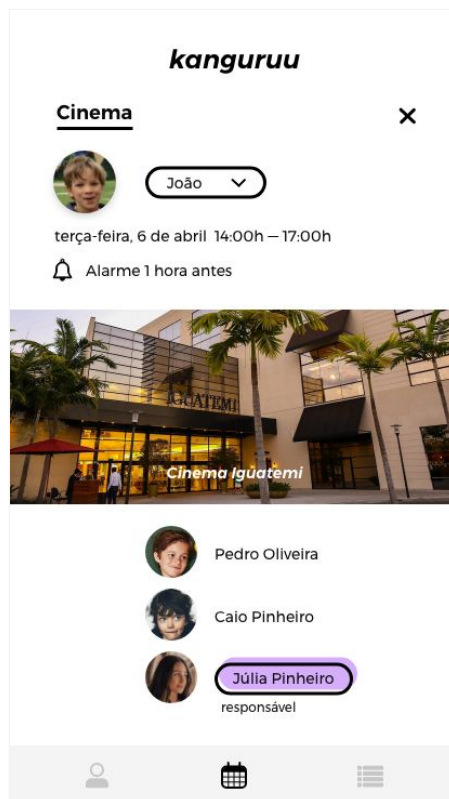 kanguruu
Cinema
João
terça-feira, 6 de abril 14:00h — 17:00h
Alarme 1 hora antes
IGUATEMI
Cinema Iguatemi
Pedro Oliveira
Caio Pinheiro
Júlia Pinheiro
responsável